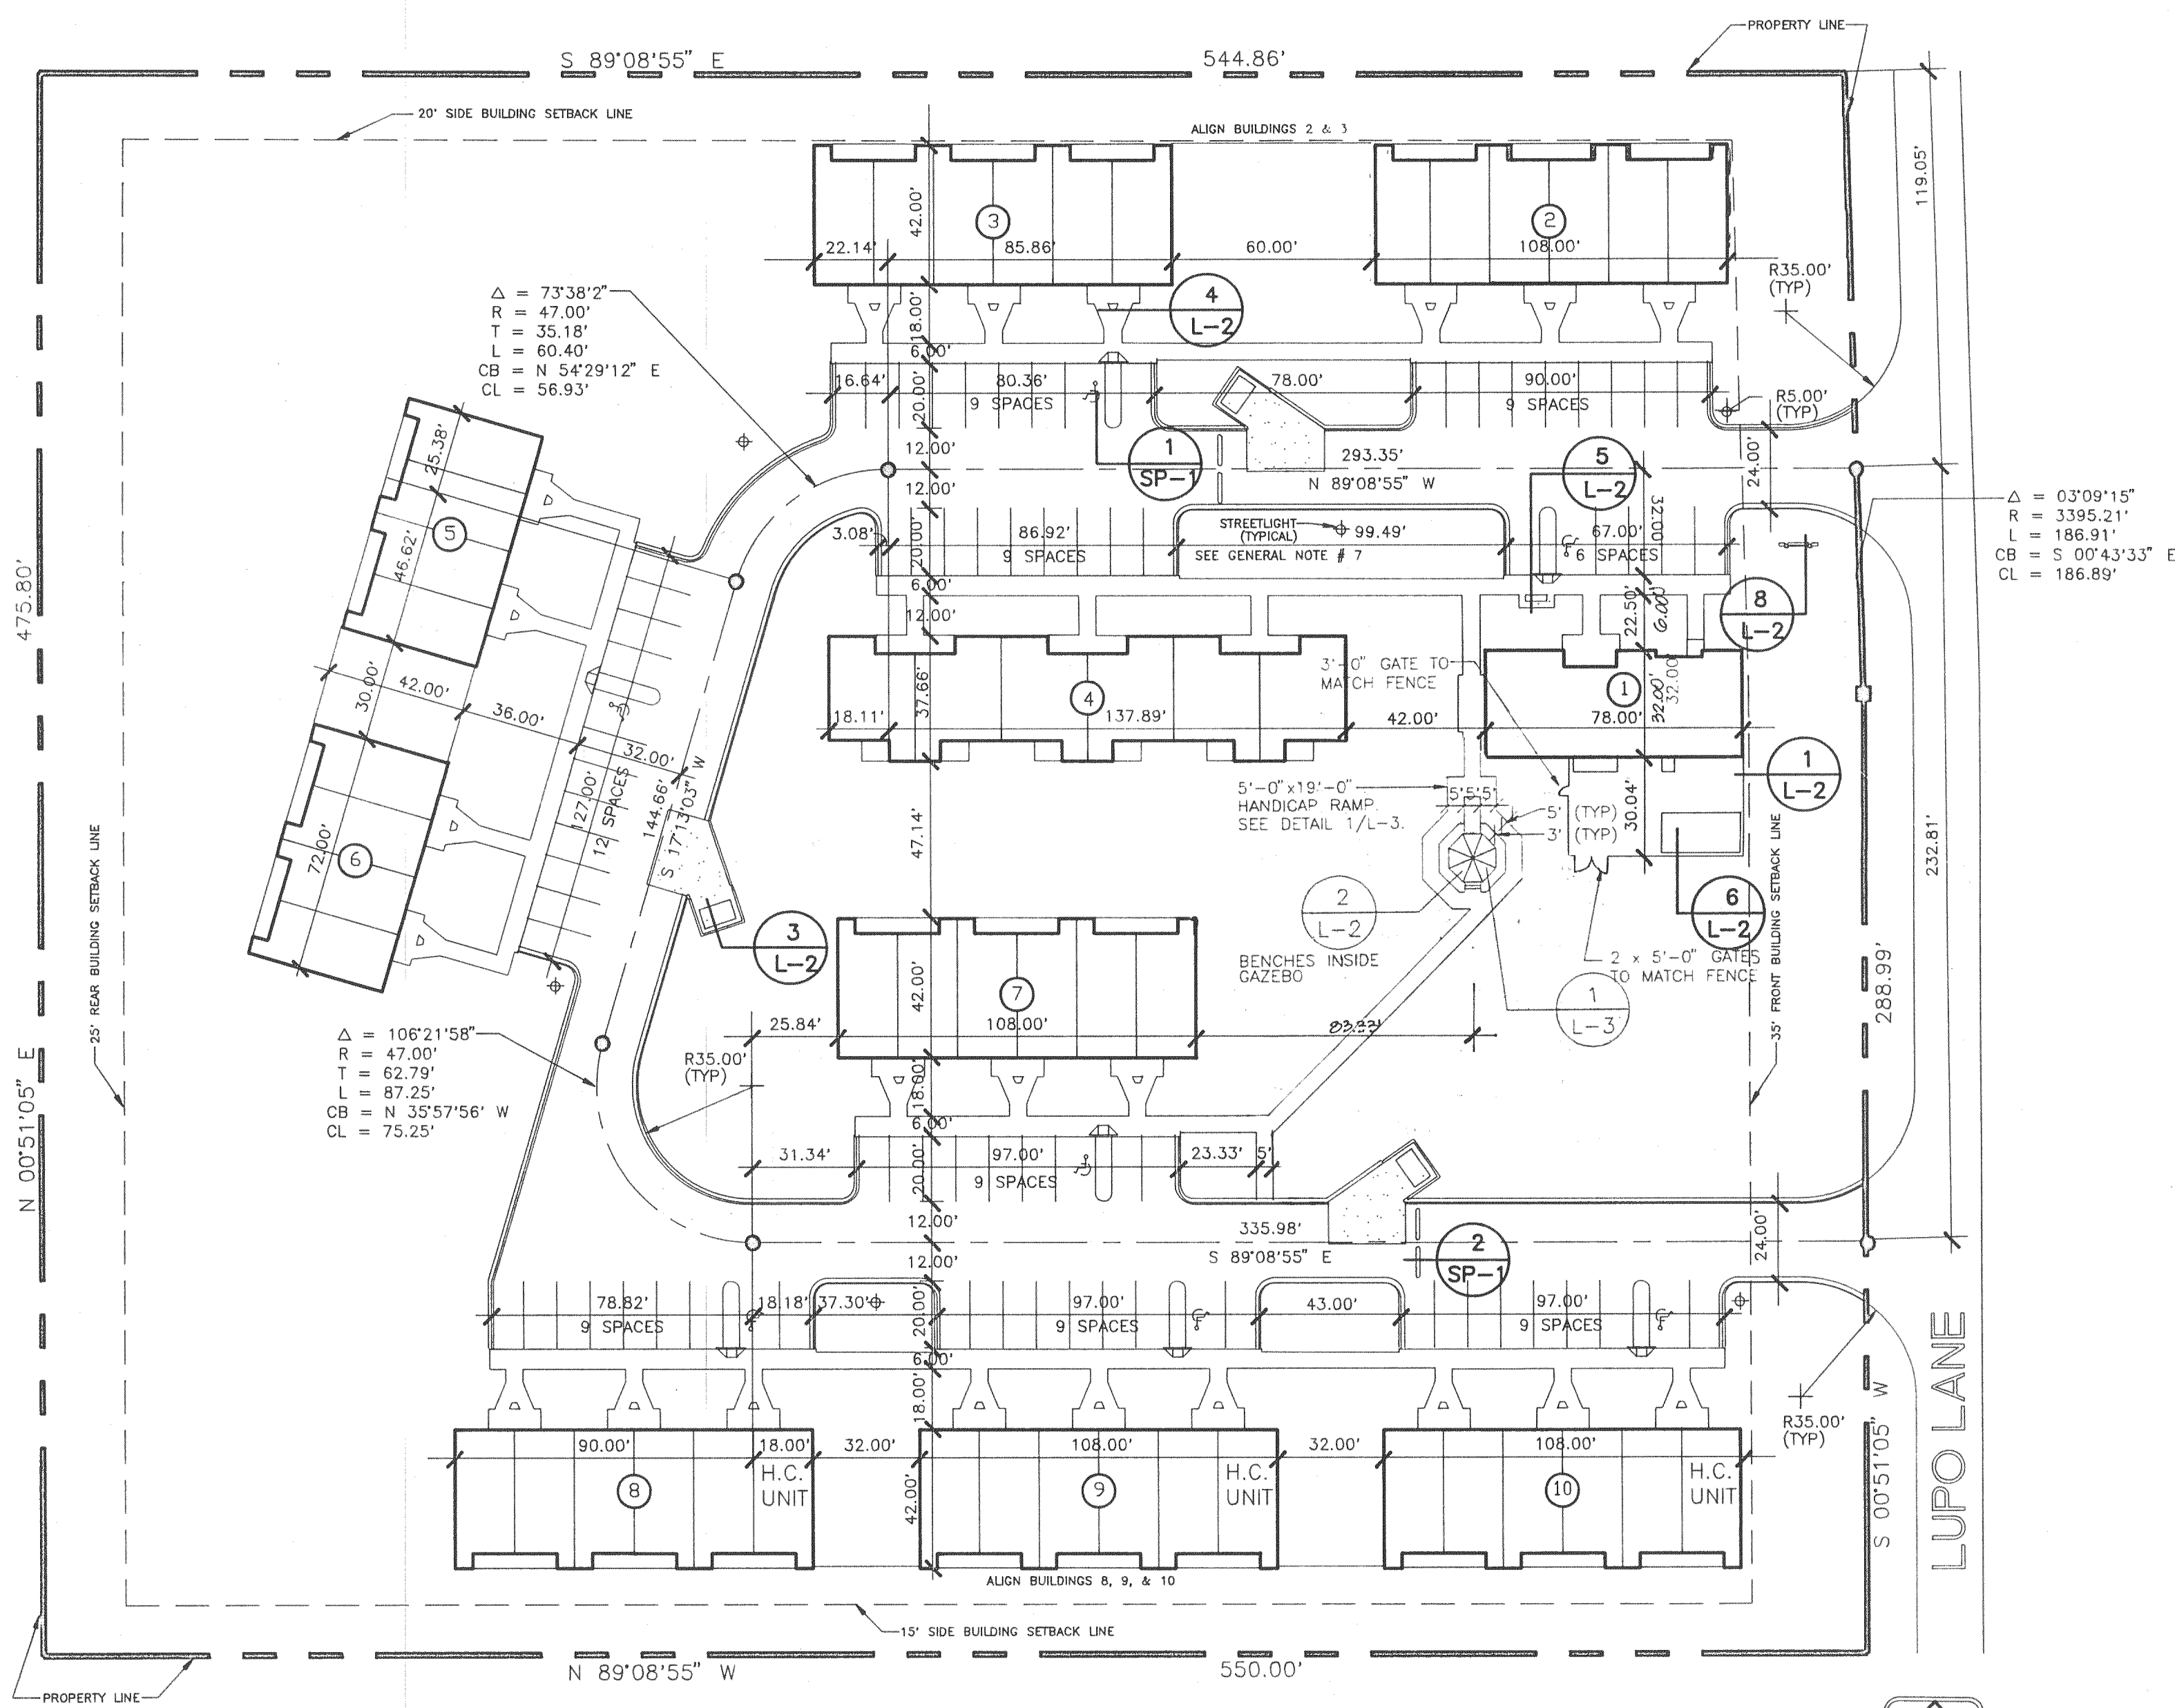 PROPERTY LINE
S 89°08'55" E
544.86'
20' SIDE BUILDING SETBACK LINE
ALIGN BUILDINGS 2 & 3
119.05'
42.00'
3
2
22.14'
85.86'
60.00'
108.00'
R35.00'
(TYP)
Δ = 73°38'2"
R = 47.00'
T = 35.18'
L = 60.40'
CB = N 54°29'12" E
CL = 56.93'
4
L-2
18.00'
6.00'
16.64'
20.00'
80.36'
9 SPACES
78.00'
90.00'
9 SPACES
R5.00'
(TYP)
12.00'
1
SP-1
293.35'
N 89°08'55" W
5
L-2
24.00'
12.00'
32.00'
Δ = 03°09'15"
R = 3395.21'
L = 186.91'
CB = S 00°43'33" E
CL = 186.89'
25.38'
5
46.62'
3.08'
20.00'
86.92'
9 SPACES
STREETLIGHT
(TYPICAL)
99.49'
SEE GENERAL NOTE # 7
67.00'
6 SPACES
475.80'
6.00'
12.00'
22.50'
6.00'
8
L-2
3'-0" GATE TO
MATCH FENCE
37.66'
4
1
32.00'
32.00'
18.11'
137.89'
42.00'
78.00'
30.00'
42.00'
36.00'
32.00'
127.00'
12 SPACES
144.66'
S 17°13'03" W
72.00'
6
1
L-2
5'-0"x19'-0"
HANDICAP RAMP.
SEE DETAIL 1/L-3.
5'5'5'
5' (TYP)
3' (TYP)
30.04'
47.14'
232.81'
35' FRONT BUILDING SETBACK LINE
25' REAR BUILDING SETBACK LINE
3
L-2
2
L-2
6
L-2
BENCHES INSIDE
GAZEBO
2 x 5'-0" GATES
TO MATCH FENCE
1
L-3
288.99'
42.00'
7
25.84'
108.00'
83.33'
Δ = 106°21'58"
R = 47.00'
T = 62.79'
L = 87.25'
CB = N 35°57'56" W
CL = 75.25'
R35.00'
(TYP)
N 00°51'05" E
18.00'
6.00'
31.34'
20.00'
97.00'
9 SPACES
23.33'
5'
12.00'
335.98'
S 89°08'55" E
2
SP-1
24.00'
12.00'
78.82'
9 SPACES
18.18'
37.30'
20.00'
97.00'
9 SPACES
43.00'
97.00'
9 SPACES
6.00'
18.00'
R35.00'
(TYP)
S 00°51'05" W
LUPO LANE
90.00'
18.00'
32.00'
108.00'
32.00'
108.00'
8
H.C.
UNIT
42.00'
9
H.C.
UNIT
10
H.C.
UNIT
ALIGN BUILDINGS 8, 9, & 10
15' SIDE BUILDING SETBACK LINE
N 89°08'55" W
550.00'
PROPERTY LINE